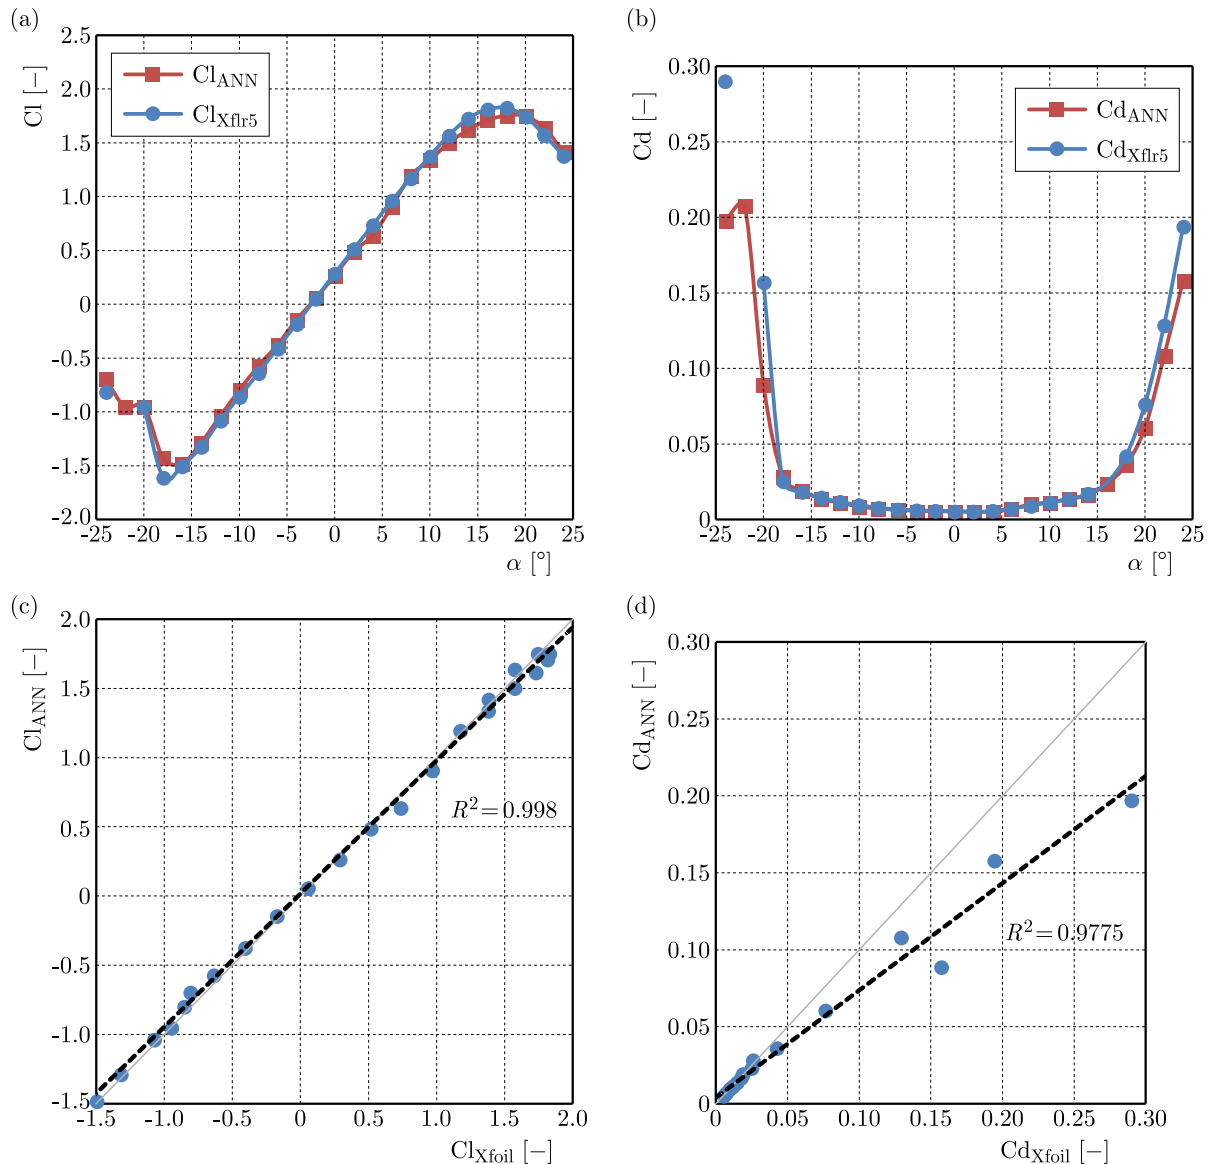 (a)
Cl [−]
2.5
2.0
1.5
1.0
0.5
0
-0.5
-1.0
-1.5
-2.0
-25 -20 -15 -10 -5 0 5 10 15 20 25
α [°]
Cl_ANN
Cl_Xflr5
(b)
Cd [−]
0.30
0.25
0.20
0.15
0.10
0.05
0
-25 -20 -15 -10 -5 0 5 10 15 20 25
α [°]
Cd_ANN
Cd_Xflr5
(c)
Cl_ANN [−]
2.0
1.5
1.0
0.5
0
-0.5
-1.0
-1.5
-1.5 -1.0 -0.5 0 0.5 1.0 1.5 2.0
Cl_Xfoil [−]
R²=0.998
(d)
Cd_ANN [−]
0.30
0.25
0.20
0.15
0.10
0.05
0
0 0.05 0.10 0.15 0.20 0.25 0.30
Cd_Xfoil [−]
R²=0.9775